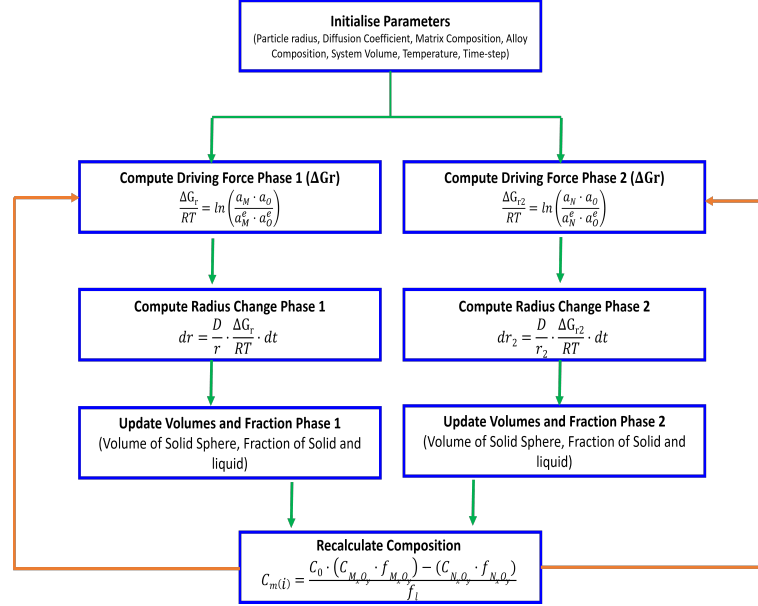 Initialise Parameters
(Particle radius, Diffusion Coefficient, Matrix Composition, Alloy
Composition, System Volume, Temperature, Time-step)
Compute Driving Force Phase 1 (ΔGr)
ΔG_r / RT = ln (a_M · a_O / a_M^e · a_O^e)
Compute Driving Force Phase 2 (ΔGr)
ΔG_r2 / RT = ln (a_N · a_O / a_N^e · a_O^e)
Compute Radius Change Phase 1
dr = D/r · ΔG_r/RT · dt
Compute Radius Change Phase 2
dr_2 = D/r_2 · ΔG_r2/RT · dt
Update Volumes and Fraction Phase 1
(Volume of Solid Sphere, Fraction of Solid and
liquid)
Update Volumes and Fraction Phase 2
(Volume of Solid Sphere, Fraction of Solid and
liquid)
Recalculate Composition
C_m(i) = C_0 · (C_MxOy · f_MxOy) − (C_NxOy · f_NxOy) / f_l